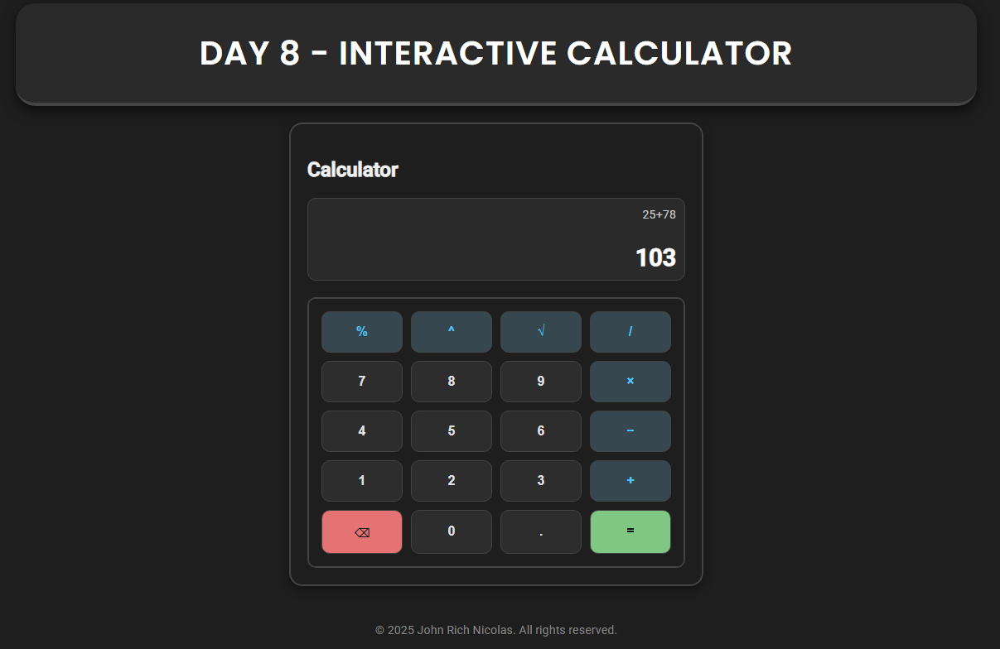 DAY 8 - INTERACTIVE CALCULATOR
Calculator
25+78
103
% ^ √ /
7 8 9 ×
4 5 6 −
1 2 3 +
⌫ 0 . =
© 2025 John Rich Nicolas. All rights reserved.